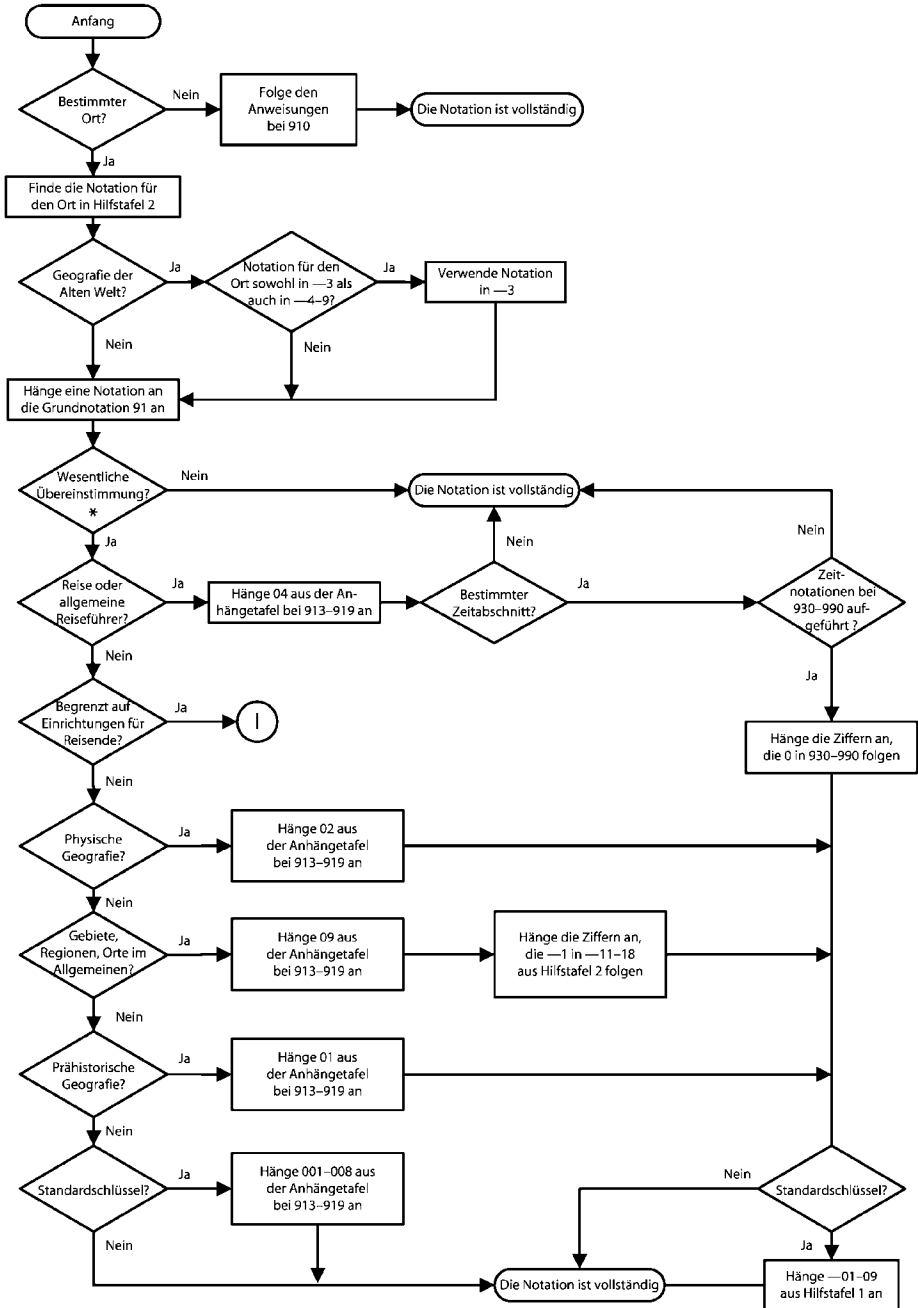 Anfang
Bestimmter
Ort?
Nein
Folge den
Anweisungen
bei 910
Die Notation ist vollständig
Ja
Finde die Notation für
den Ort in Hilfstafel 2
Geografie der
Alten Welt?
Ja
Notation für den
Ort sowohl in —3 als
auch in —4–9?
Ja
Verwende Notation
in —3
Nein
Nein
Hänge eine Notation an
die Grundnotation 91 an
Wesentliche
Übereinstimmung?
*
Nein
Die Notation ist vollständig
Ja
Nein
Nein
Reise oder
allgemeine
Reiseführer?
Ja
Hänge 04 aus der An-
hängetafel bei 913–919 an
Bestimmter
Zeitabschnitt?
Ja
Zeit-
notationen bei
930–990 auf-
geführt ?
Nein
Ja
Begrenzt auf
Einrichtungen für
Reisende?
Ja
I
Hänge die Ziffern an,
die 0 in 930–990 folgen
Nein
Physische
Geografie?
Ja
Hänge 02 aus
der Anhängetafel
bei 913–919 an
Nein
Gebiete,
Regionen, Orte im
Allgemeinen?
Ja
Hänge 09 aus
der Anhängetafel
bei 913–919 an
Hänge die Ziffern an,
die —1 in —11–18
aus Hilfstafel 2 folgen
Nein
Prähistorische
Geografie?
Ja
Hänge 01 aus
der Anhängetafel
bei 913–919 an
Nein
Standardschlüssel?
Ja
Hänge 001–008 aus
der Anhängetafel
bei 913–919 an
Nein
Standardschlüssel?
Nein
Ja
Die Notation ist vollständig
Hänge —01–09
aus Hilfstafel 1 an